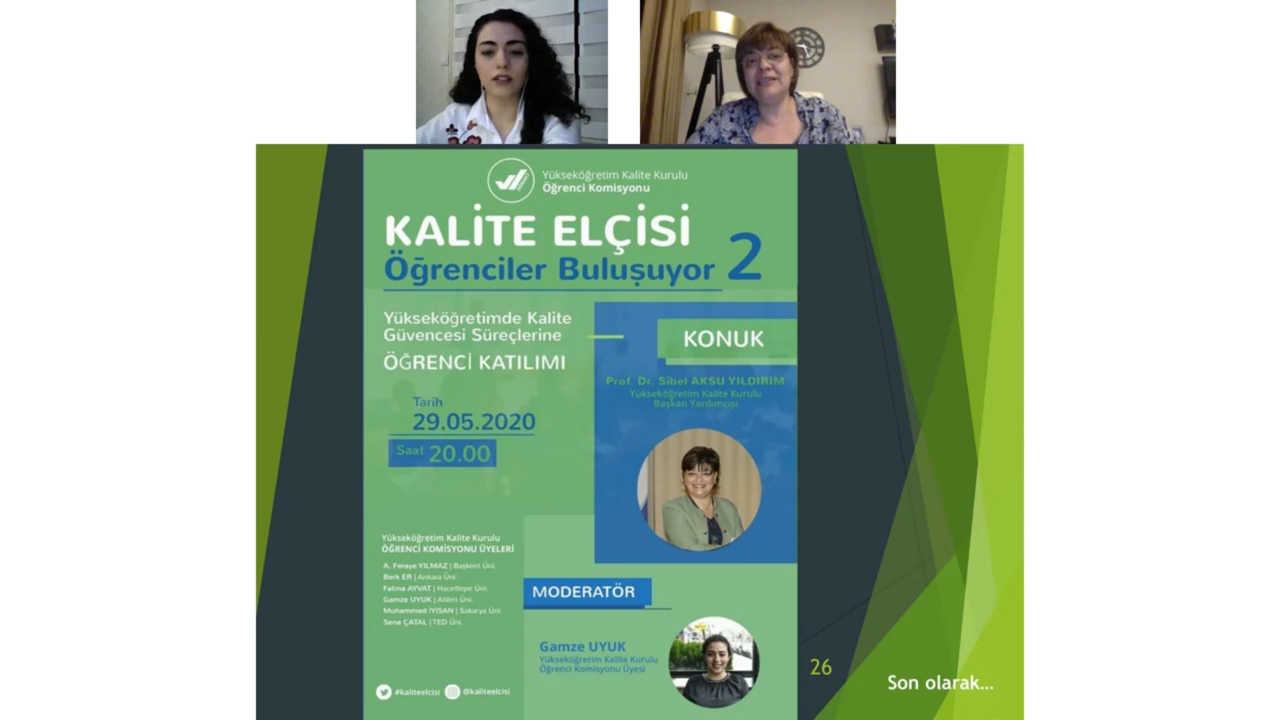 Yükseköğretim Kalite Kurulu
Öğrenci Komisyonu
KALİTE ELÇİSİ
Öğrenciler Buluşuyor 2
Yükseköğretimde Kalite
Güvencesi Süreçlerine
ÖĞRENCİ KATILIMI
Tarih
29.05.2020
Saat 20.00
KONUK
Prof. Dr. Sibel AKSU YILDIRIM
Yükseköğretim Kalite Kurulu
Başkan Yardımcısı
Yükseköğretim Kalite Kurulu
ÖĞRENCİ KOMİSYONU ÜYELERİ
A. Feraye YILMAZ | Başkent Üni.
Berk ER | Ankara Üni.
Fatma AYVAT | Hacettepe Üni.
Gamze UYUK | Atılım Üni.
Muhammed İYİSAN | Sakarya Üni.
Sena ÇATAL | TED Üni.
MODERATÖR
Gamze UYUK
Yükseköğretim Kalite Kurulu
Öğrenci Komisyonu Üyesi
#kaliteelcisi @kaliteelcisi
26
Son olarak...